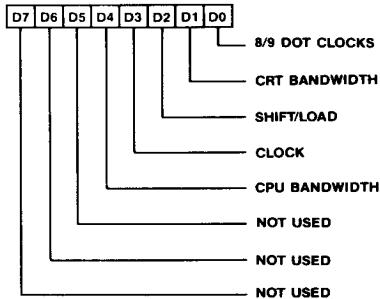 D7 D6 D5 D4 D3 D2 D1 D0
8/9 DOT CLOCKS
CRT BANDWIDTH
SHIFT/LOAD
CLOCK
CPU BANDWIDTH
NOT USED
NOT USED
NOT USED